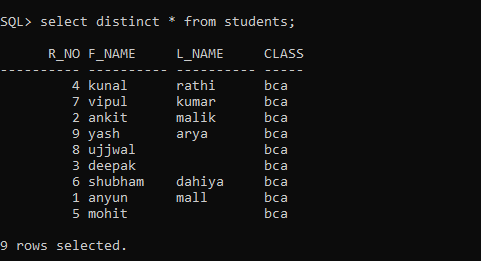 SQL> select distinct * from students;
R_NO F_NAME L_NAME CLASS
---------- ---------- ---------- -----
4 kunal rathi bca
7 vipul kumar bca
2 ankit malik bca
9 yash arya bca
8 ujjwal bca
3 deepak bca
6 shubham dahiya bca
1 anyun mall bca
5 mohit bca
9 rows selected.